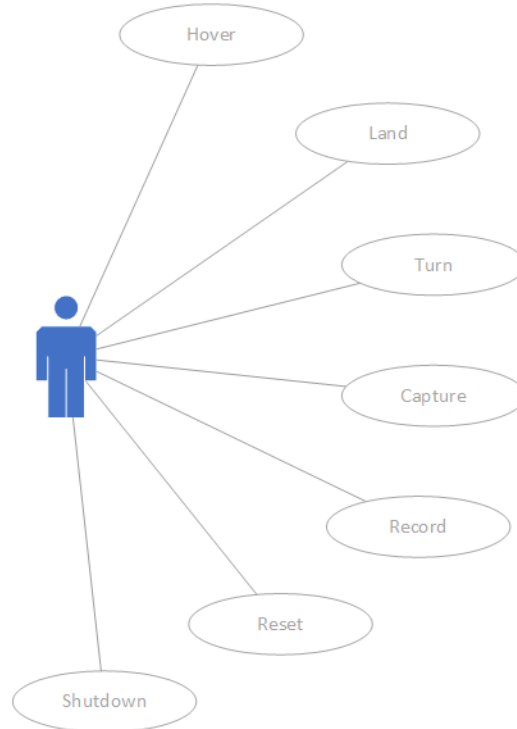 Hover
Land
Turn
Capture
Record
Reset
Shutdown